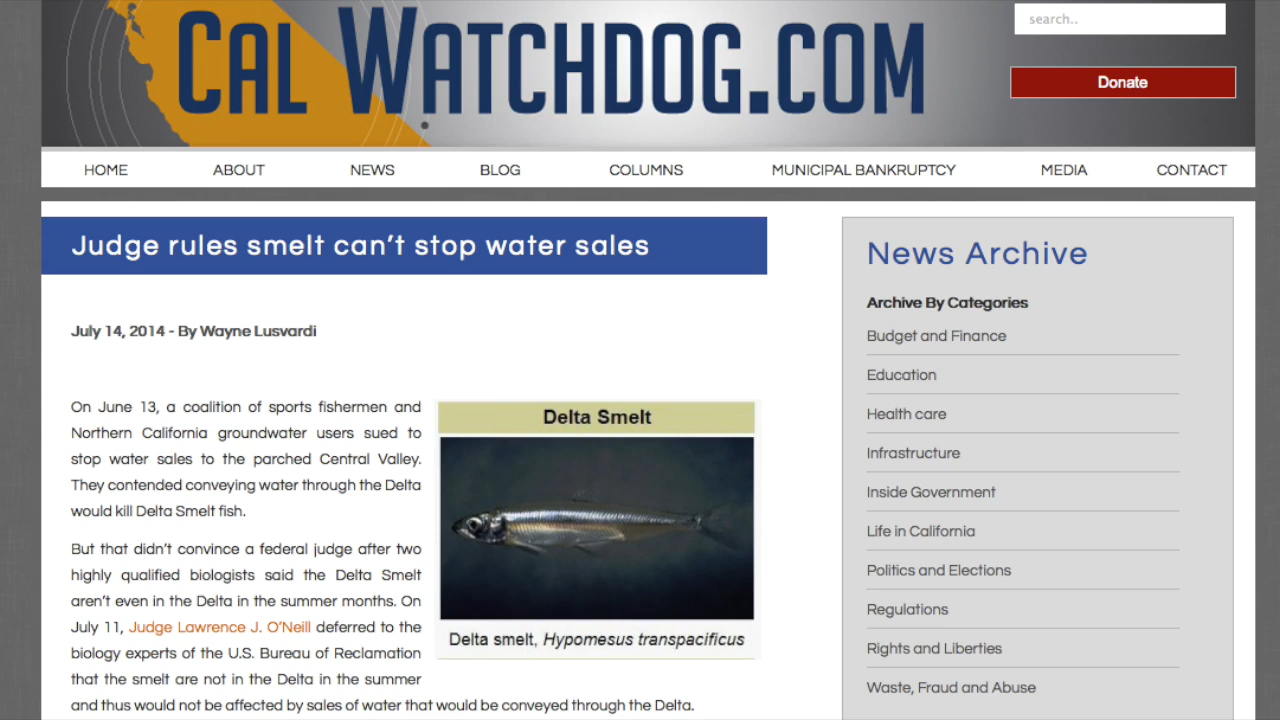 CAL WATCHDOG.COM
search..
Donate
HOME ABOUT NEWS BLOG COLUMNS MUNICIPAL BANKRUPTCY MEDIA CONTACT
Judge rules smelt can’t stop water sales
July 14, 2014 - By Wayne Lusvardi
On June 13, a coalition of sports fishermen and
Northern California groundwater users sued to
stop water sales to the parched Central Valley.
They contended conveying water through the Delta
would kill Delta Smelt fish.
But that didn’t convince a federal judge after two
highly qualified biologists said the Delta Smelt
aren’t even in the Delta in the summer months. On
July 11, Judge Lawrence J. O’Neill deferred to the
biology experts of the U.S. Bureau of Reclamation
that the smelt are not in the Delta in the summer
and thus would not be affected by sales of water that would be conveyed through the Delta.
Delta Smelt
Delta smelt, Hypomesus transpacificus
News Archive
Archive By Categories
Budget and Finance
Education
Health care
Infrastructure
Inside Government
Life in California
Politics and Elections
Regulations
Rights and Liberties
Waste, Fraud and Abuse